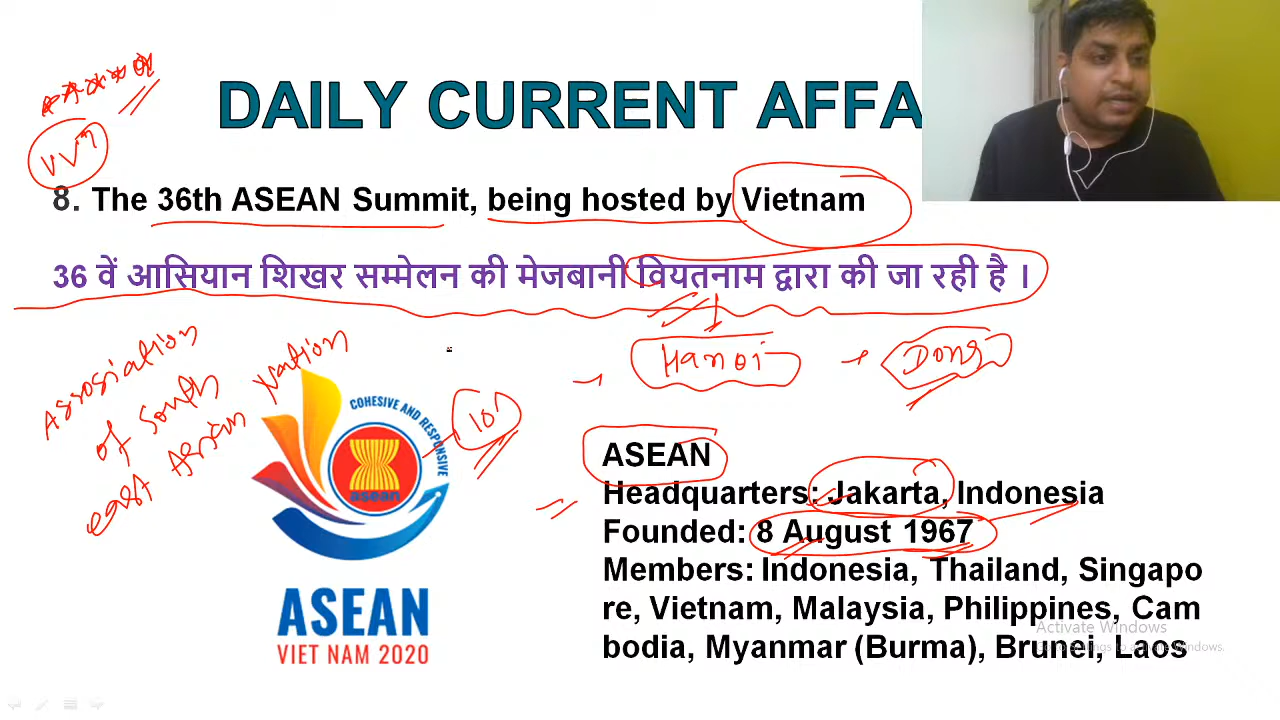 DAILY CURRENT AFFA
VVI
8. The 36th ASEAN Summit, being hosted by Vietnam
36 वें आसियान शिखर सम्मेलन की मेजबानी वियतनाम द्वारा की जा रही है ।
Hanoi
Dong
Assosiation
of South
east Asian Nation
10
COHESIVE AND RESPONSIVE
asean
ASEAN
VIET NAM 2020
ASEAN
Headquarters: Jakarta, Indonesia
Founded: 8 August 1967
Members: Indonesia, Thailand, Singapo
re, Vietnam, Malaysia, Philippines, Cam
bodia, Myanmar (Burma), Brunei, Laos
Activate Windows